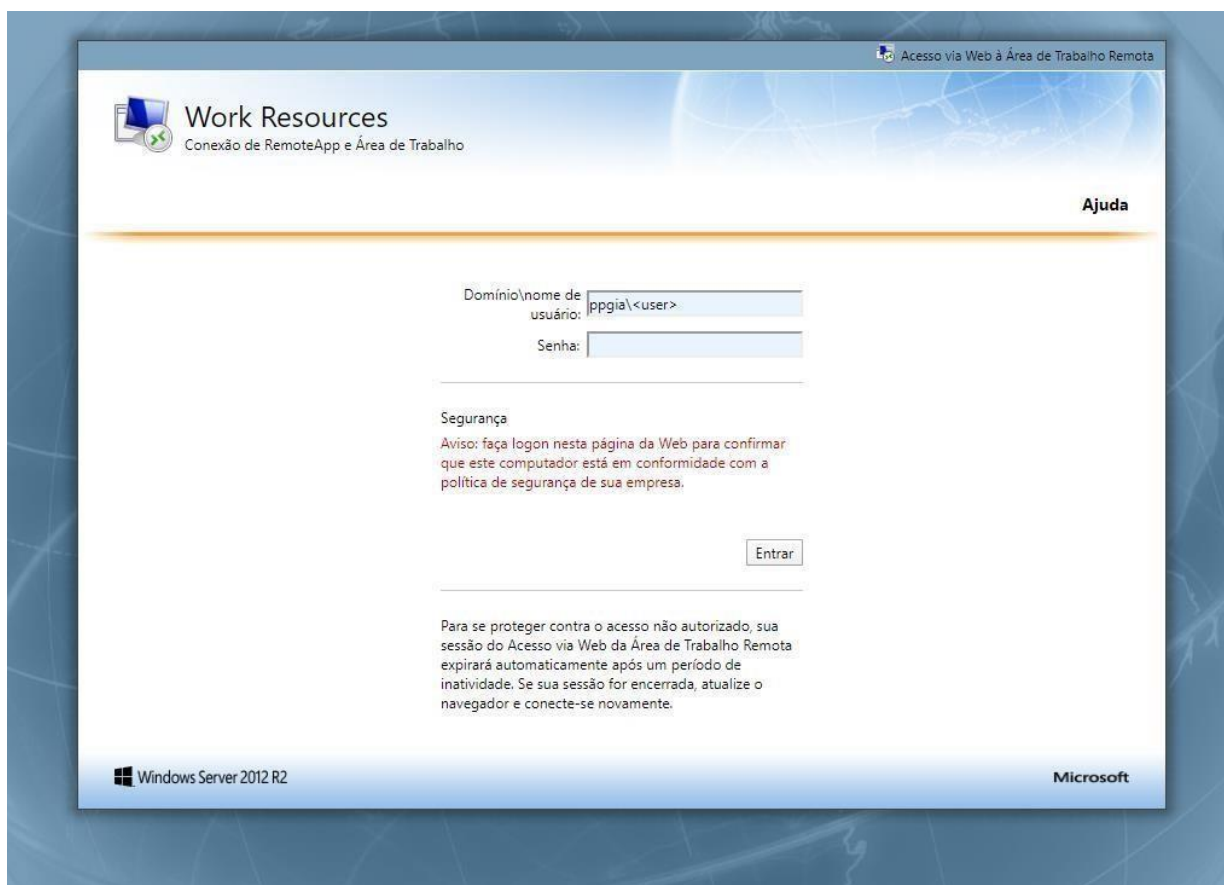 Acesso via Web à Área de Trabalho Remota
Work Resources
Conexão de RemoteApp e Área de Trabalho
Ajuda
Domínio\nome de
usuário:
ppgia\<user>
Senha:
Segurança
Aviso: faça logon nesta página da Web para confirmar
que este computador está em conformidade com a
política de segurança de sua empresa.
Entrar
Para se proteger contra o acesso não autorizado, sua
sessão do Acesso via Web da Área de Trabalho Remota
expirará automaticamente após um período de
inatividade. Se sua sessão for encerrada, atualize o
navegador e conecte-se novamente.
Windows Server 2012 R2
Microsoft